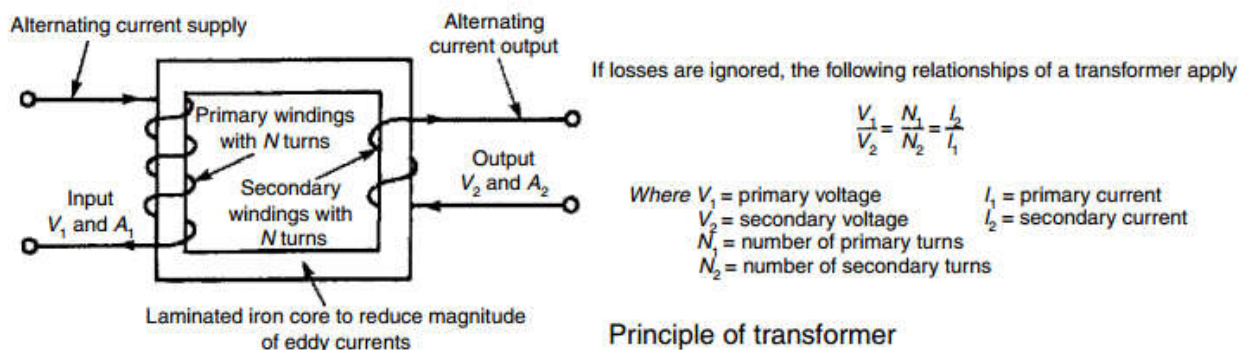 Alternating current supply
Alternating
current output
Primary windings
with N turns
Input
V₁ and A₁
Secondary
windings with
N turns
Output
V₂ and A₂
Laminated iron core to reduce magnitude
of eddy currents
If losses are ignored, the following relationships of a transformer apply
V₁/V₂ = N₁/N₂ = I₂/I₁
Where V₁ = primary voltage
V₂ = secondary voltage
N₁ = number of primary turns
N₂ = number of secondary turns
I₁ = primary current
I₂ = secondary current
Principle of transformer